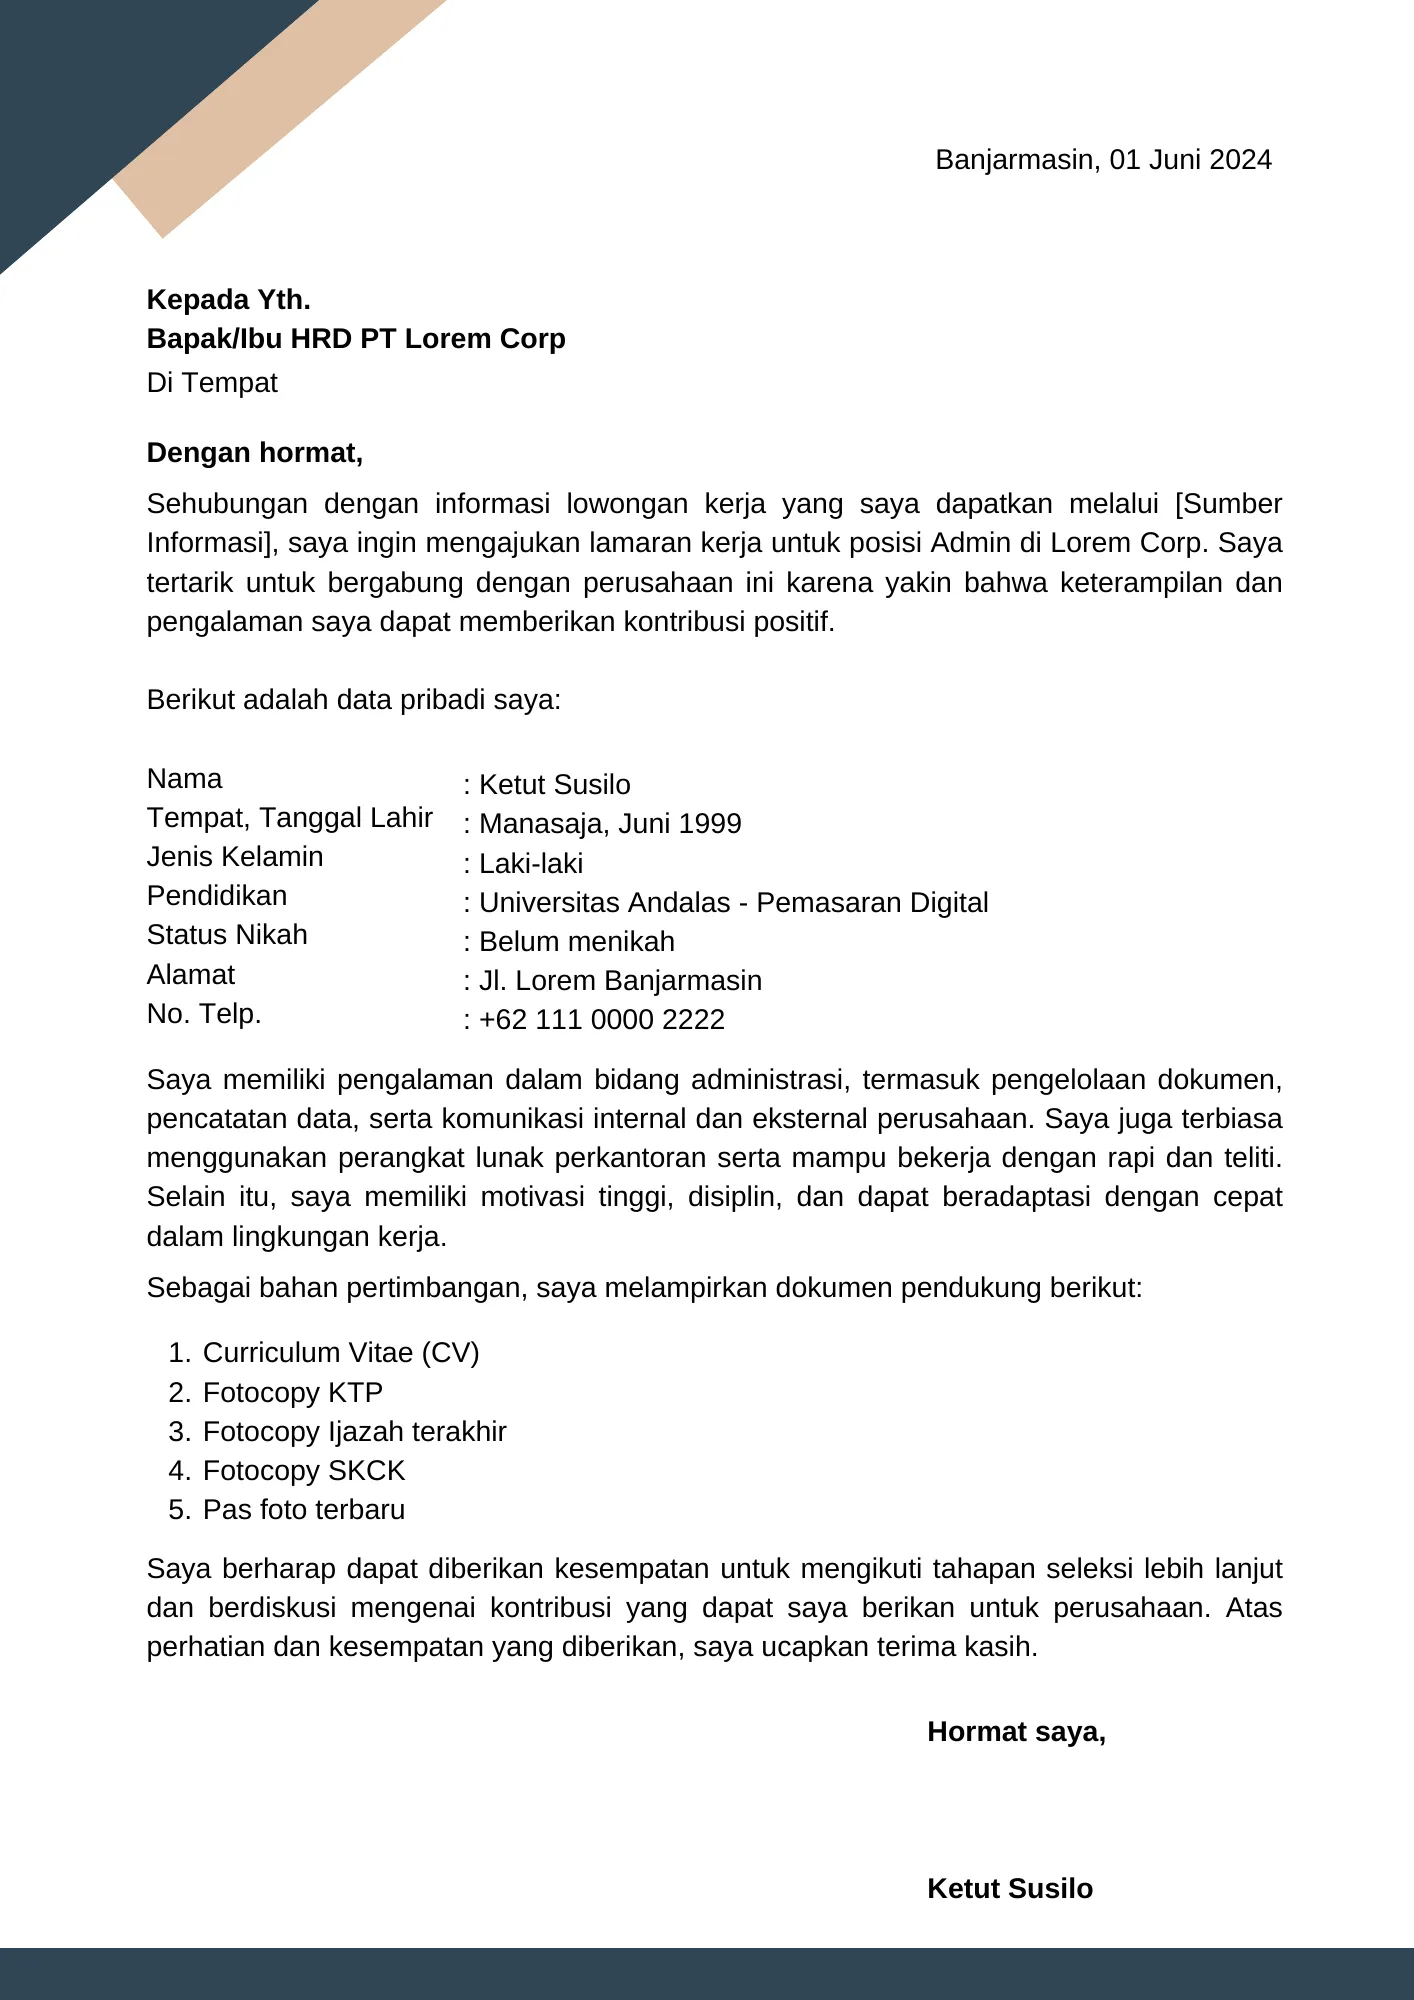 Banjarmasin, 01 Juni 2024
Kepada Yth.
Bapak/Ibu HRD PT Lorem Corp
Di Tempat
Dengan hormat,
Sehubungan dengan informasi lowongan kerja yang saya dapatkan melalui [Sumber
Informasi], saya ingin mengajukan lamaran kerja untuk posisi Admin di Lorem Corp. Saya
tertarik untuk bergabung dengan perusahaan ini karena yakin bahwa keterampilan dan
pengalaman saya dapat memberikan kontribusi positif.
Berikut adalah data pribadi saya:
Nama : Ketut Susilo
Tempat, Tanggal Lahir : Manasaja, Juni 1999
Jenis Kelamin : Laki-laki
Pendidikan : Universitas Andalas - Pemasaran Digital
Status Nikah : Belum menikah
Alamat : Jl. Lorem Banjarmasin
No. Telp. : +62 111 0000 2222
Saya memiliki pengalaman dalam bidang administrasi, termasuk pengelolaan dokumen,
pencatatan data, serta komunikasi internal dan eksternal perusahaan. Saya juga terbiasa
menggunakan perangkat lunak perkantoran serta mampu bekerja dengan rapi dan teliti.
Selain itu, saya memiliki motivasi tinggi, disiplin, dan dapat beradaptasi dengan cepat
dalam lingkungan kerja.
Sebagai bahan pertimbangan, saya melampirkan dokumen pendukung berikut:
1. Curriculum Vitae (CV)
2. Fotocopy KTP
3. Fotocopy Ijazah terakhir
4. Fotocopy SKCK
5. Pas foto terbaru
Saya berharap dapat diberikan kesempatan untuk mengikuti tahapan seleksi lebih lanjut
dan berdiskusi mengenai kontribusi yang dapat saya berikan untuk perusahaan. Atas
perhatian dan kesempatan yang diberikan, saya ucapkan terima kasih.
Hormat saya,
Ketut Susilo